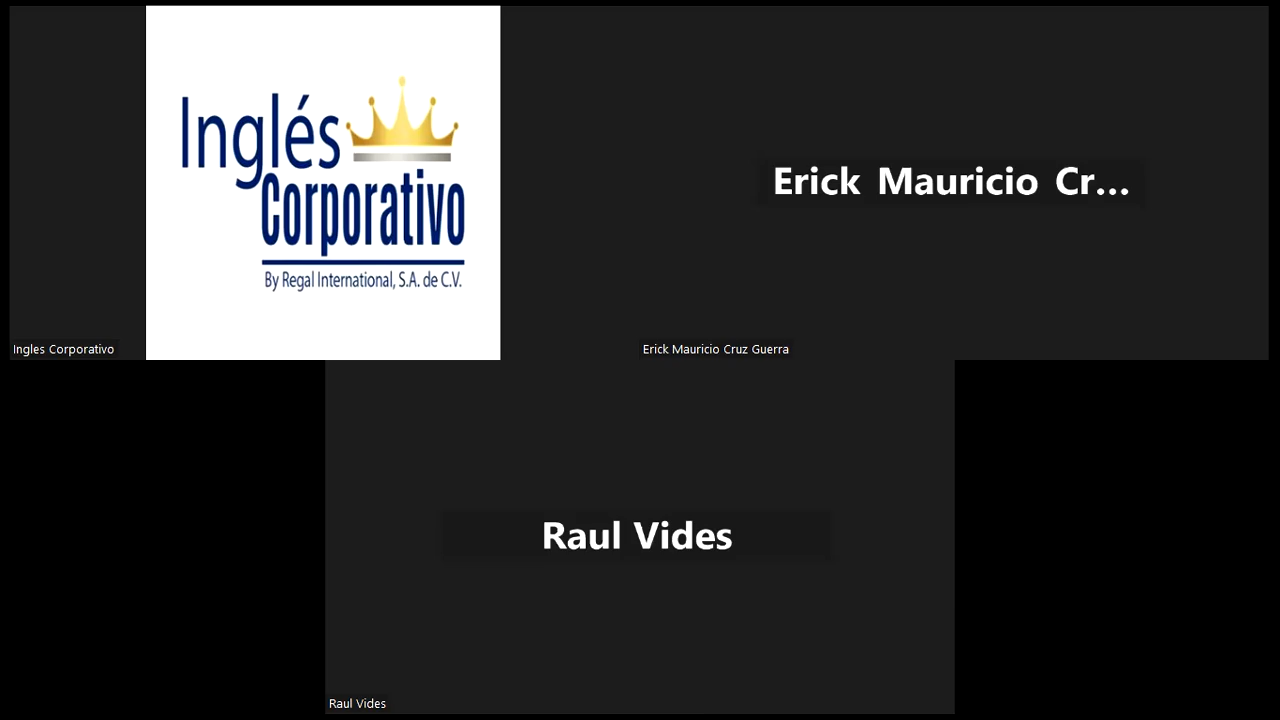 Inglés
Corporativo
By Regal International, S.A. de C.V.
Ingles Corporativo
Erick Mauricio Cr...
Erick Mauricio Cruz Guerra
Raul Vides
Raul Vides